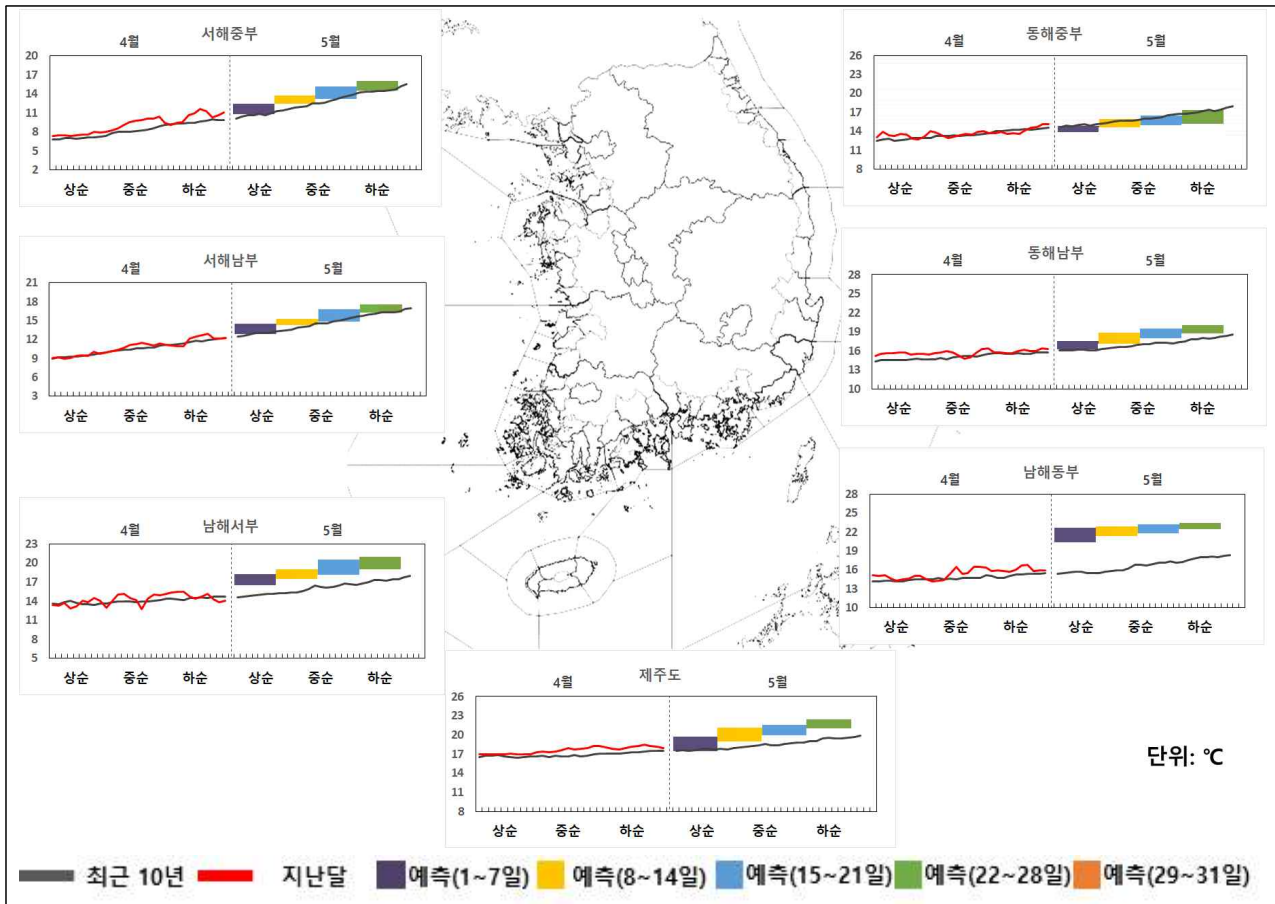 서해중부
4월 5월
20
17
14
11
8
5
2
상순 중순 하순 상순 중순 하순
동해중부
4월 5월
26
23
20
17
14
11
8
상순 중순 하순 상순 중순 하순
서해남부
4월 5월
21
18
15
12
9
6
3
상순 중순 하순 상순 중순 하순
동해남부
4월 5월
28
25
22
19
16
13
10
상순 중순 하순 상순 중순 하순
남해서부
4월 5월
23
20
17
14
11
8
5
상순 중순 하순 상순 중순 하순
남해동부
4월 5월
28
25
22
19
16
13
10
상순 중순 하순 상순 중순 하순
제주도
4월 5월
26
23
20
17
14
11
8
상순 중순 하순 상순 중순 하순
단위: ℃
최근 10년 지난달 예측(1~7일) 예측(8~14일) 예측(15~21일) 예측(22~28일) 예측(29~31일)